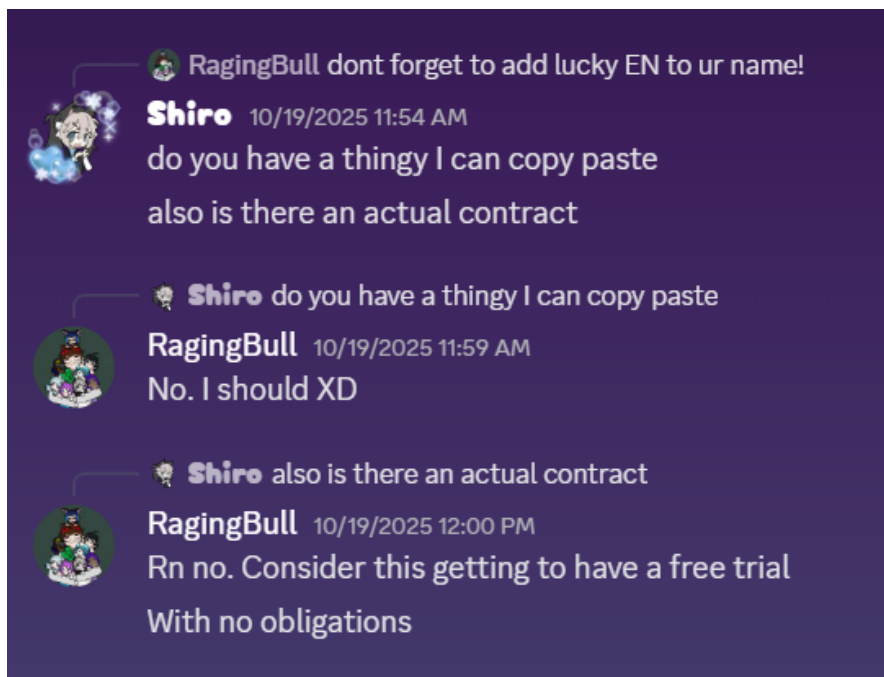 RagingBull dont forget to add lucky EN to ur name!
Shiro 10/19/2025 11:54 AM
do you have a thingy I can copy paste
also is there an actual contract
Shiro do you have a thingy I can copy paste
RagingBull 10/19/2025 11:59 AM
No. I should XD
Shiro also is there an actual contract
RagingBull 10/19/2025 12:00 PM
Rn no. Consider this getting to have a free trial
With no obligations